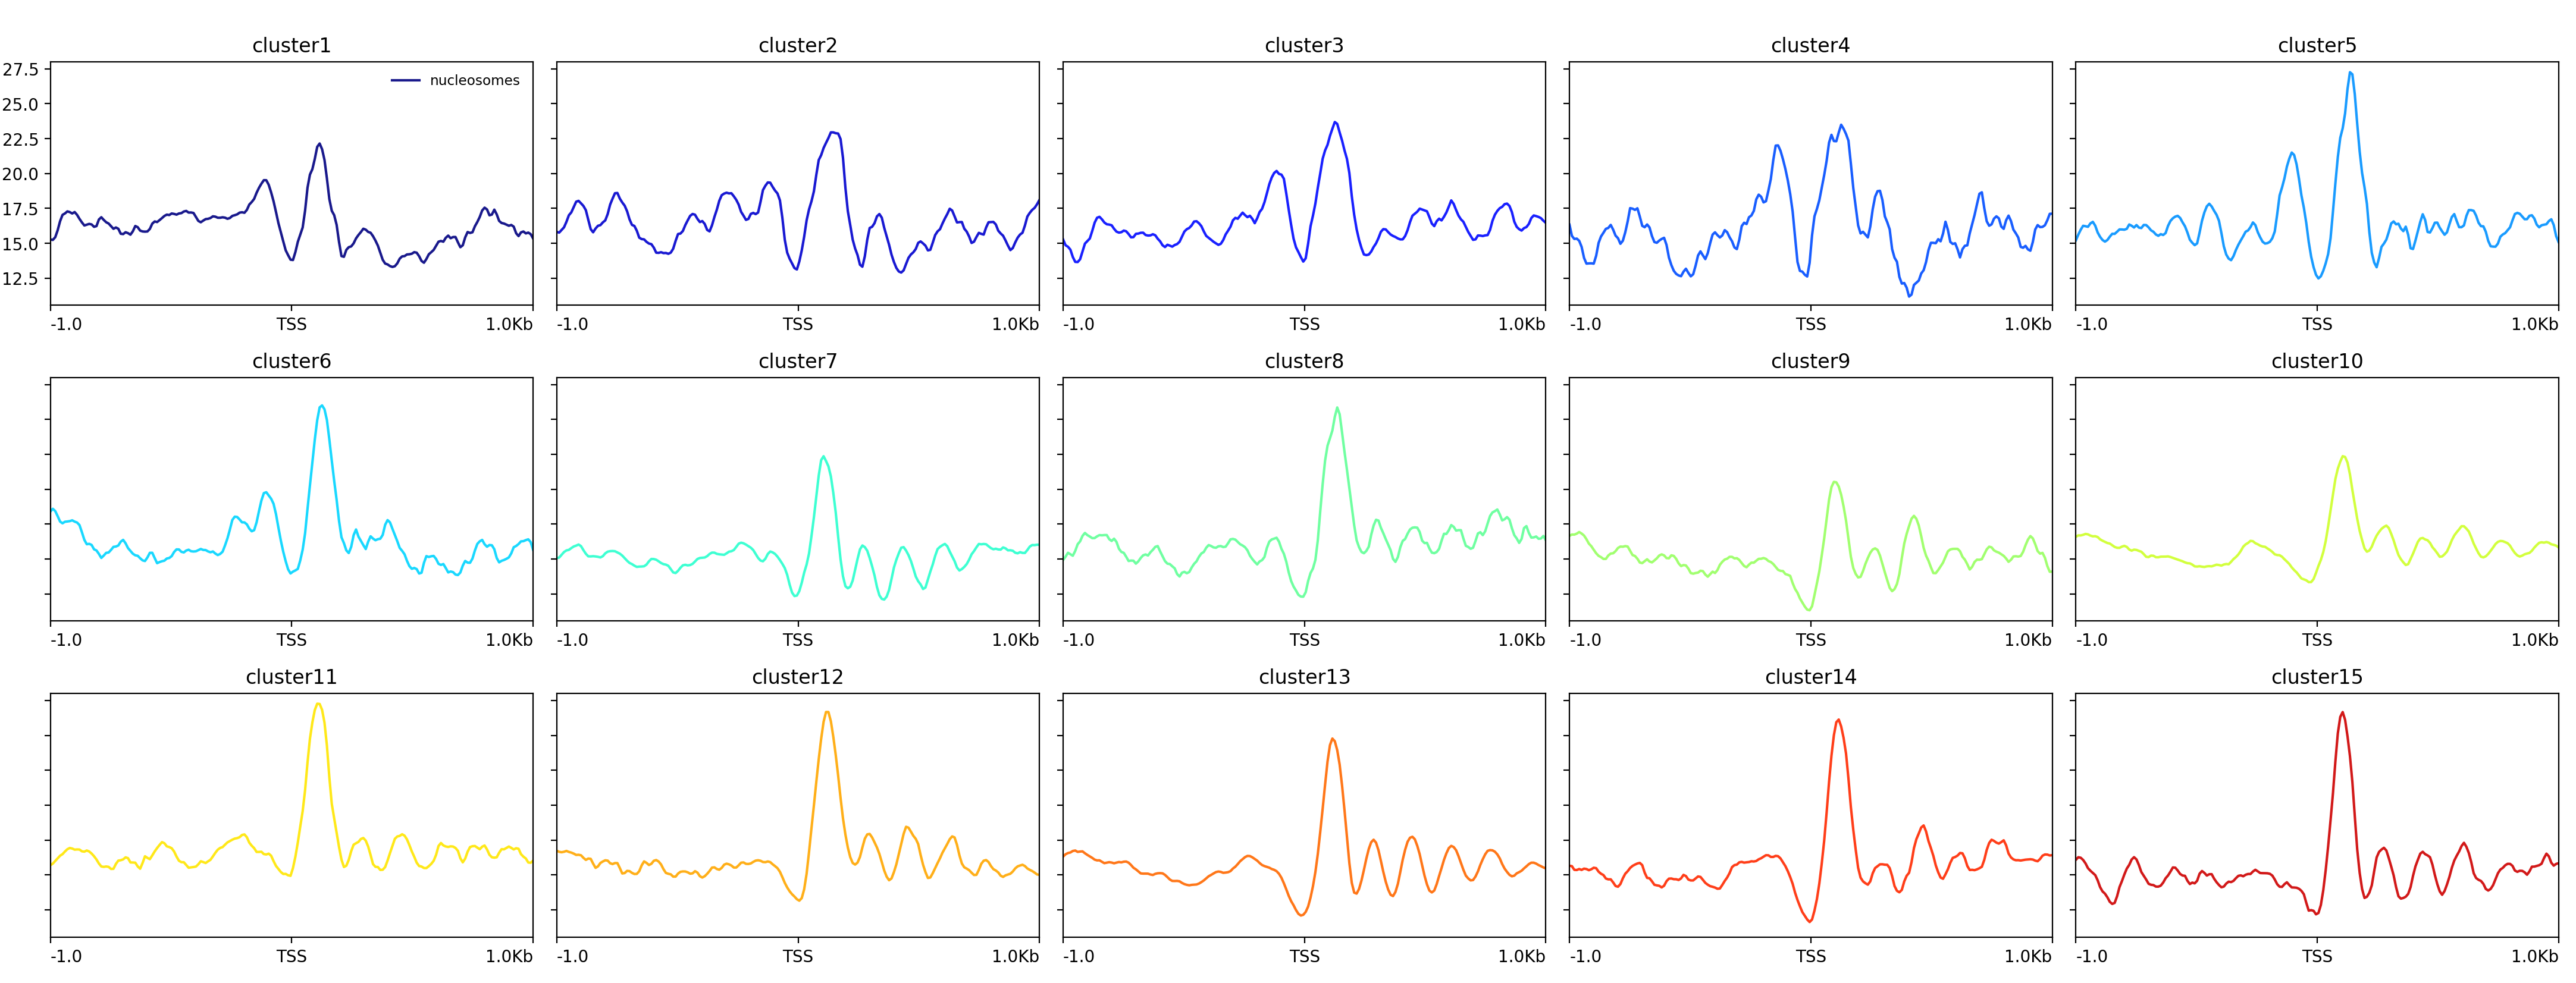 cluster1 cluster2 cluster3 cluster4 cluster5
27.5
25.0
22.5
20.0
17.5
15.0
12.5
nucleosomes
-1.0 TSS 1.0Kb -1.0 TSS 1.0Kb -1.0 TSS 1.0Kb -1.0 TSS 1.0Kb -1.0 TSS 1.0Kb
cluster6 cluster7 cluster8 cluster9 cluster10
-1.0 TSS 1.0Kb -1.0 TSS 1.0Kb -1.0 TSS 1.0Kb -1.0 TSS 1.0Kb -1.0 TSS 1.0Kb
cluster11 cluster12 cluster13 cluster14 cluster15
-1.0 TSS 1.0Kb -1.0 TSS 1.0Kb -1.0 TSS 1.0Kb -1.0 TSS 1.0Kb -1.0 TSS 1.0Kb